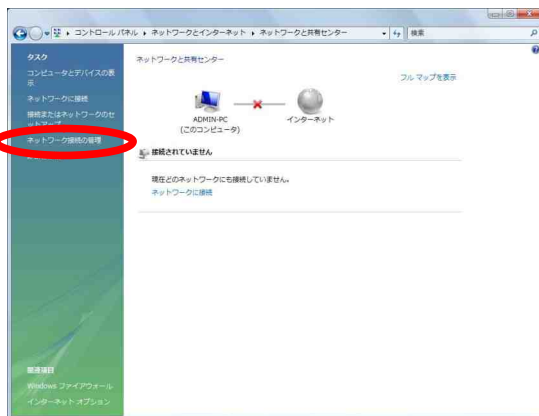 コントロール パネル ▸ ネットワークとインターネット ▸ ネットワークと共有センター
検索
タスク
コンピュータとデバイスの表
示
ネットワークに接続
接続またはネットワークのセ
ットアップ
ネットワーク接続の管理
ネットワークと共有センター
フル マップを表示
ADMIN-PC
(このコンピュータ)
インターネット
接続されていません
現在どのネットワークにも接続していません。
ネットワークに接続
関連項目
Windows ファイアウォール
インターネット オプション